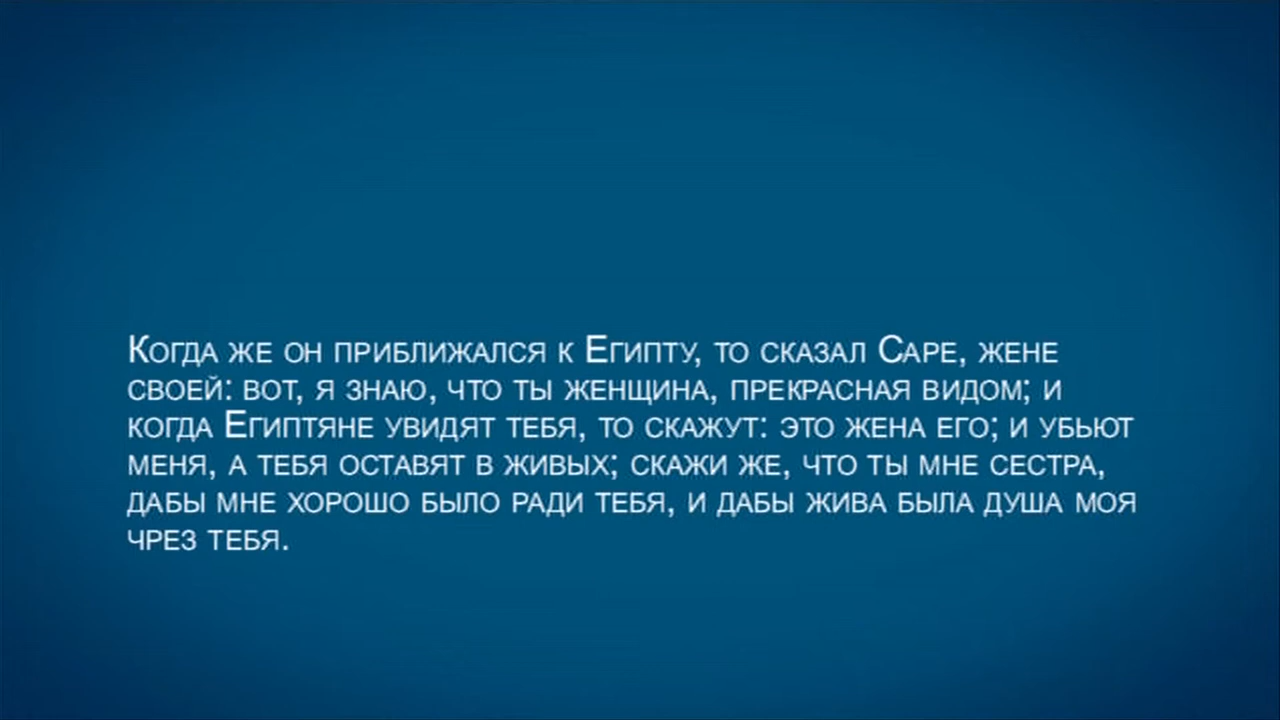 Когда же он приближался к Египту, то сказал Саре, жене
своей: вот, я знаю, что ты женщина, прекрасная видом; и
когда Египтяне увидят тебя, то скажут: это жена его; и убьют
меня, а тебя оставят в живых; скажи же, что ты мне сестра,
дабы мне хорошо было ради тебя, и дабы жива была душа моя
чрез тебя.